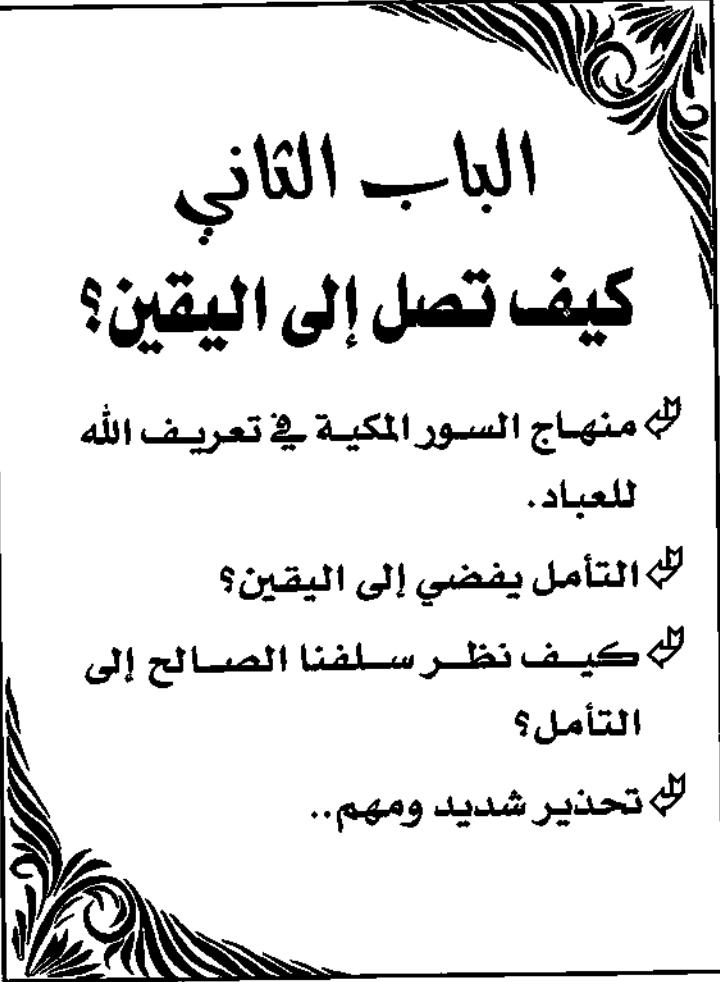 الباب الثاني
كيف تصل إلى اليقين؟
منهاج السور المكية في تعريف الله
للعباد.
التأمل يفضي إلى اليقين؟
كيف نظر سلفنا الصالح إلى
التأمل؟
تحذير شديد ومهم..